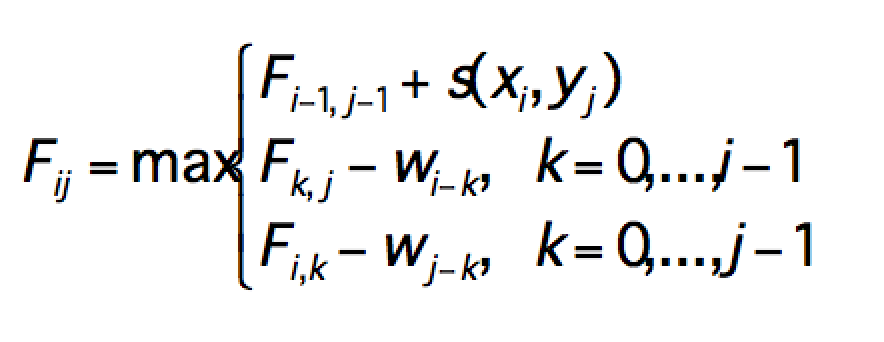 F_{i-1, j-1} + s(x_i, y_j)
F_{ij} = max{ F_{k, j} − w_{i-k}, k = 0,...,i − 1
F_{i,k} − w_{j-k}, k = 0,...,j − 1